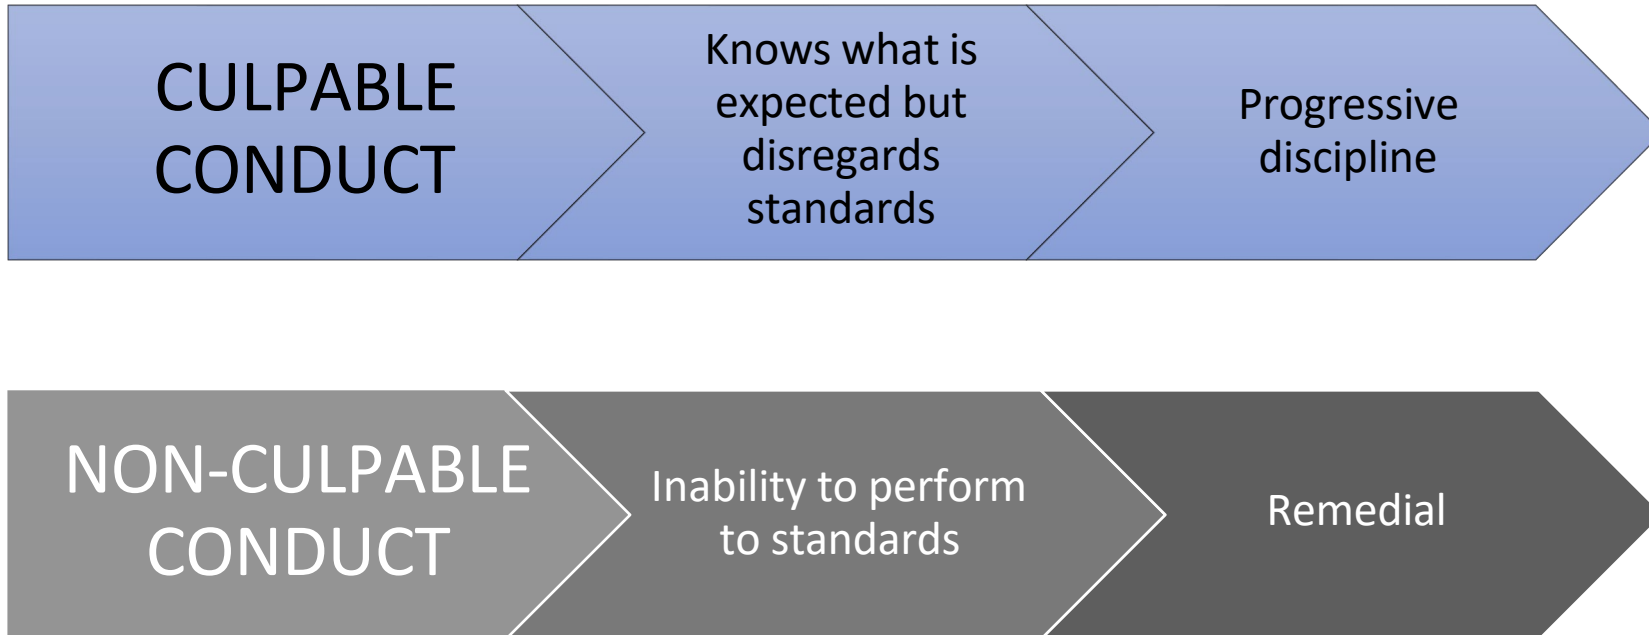 CULPABLE
CONDUCT
Knows what is
expected but
disregards
standards
Progressive
discipline
NON-CULPABLE
CONDUCT
Inability to perform
to standards
Remedial